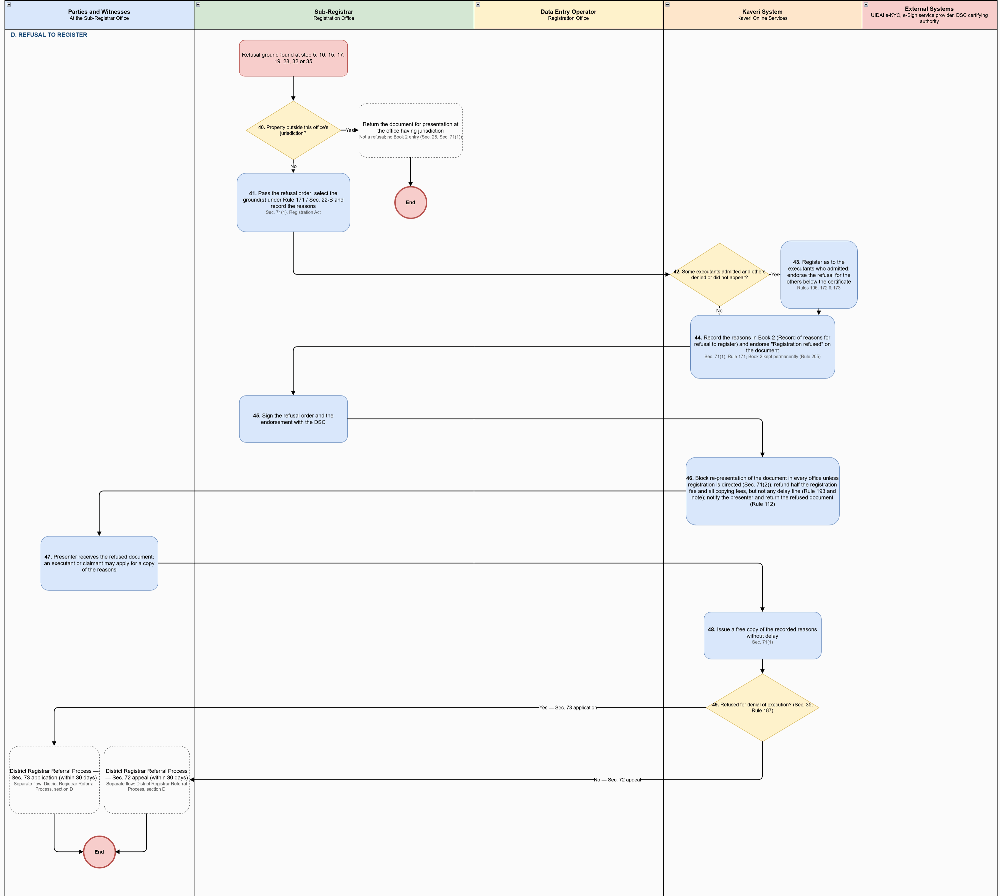 Parties and Witnesses
At the Sub-Registrar Office
Sub-Registrar
Registration Office
Data Entry Operator
Registration Office
Kaveri System
Kaveri Online Services
External Systems
UIDAI e-KYC, e-Sign service provider, DSC certifying
authority
D. REFUSAL TO REGISTER
Refusal ground found at step 5, 10, 15, 17,
19, 28, 32 or 35
40. Property outside this office's
jurisdiction?
Yes
Return the document for presentation at
the office having jurisdiction
Not a refusal; no Book 2 entry (Sec. 28, Sec. 71(1))
No
End
41. Pass the refusal order: select the
ground(s) under Rule 171 / Sec. 22-B and
record the reasons
Sec. 71(1), Registration Act
42. Some executants admitted and others
denied or did not appear?
Yes
43. Register as to the
executants who admitted;
endorse the refusal for the
others below the certificate
Rules 106, 172 & 173
No
44. Record the reasons in Book 2 (Record of reasons for
refusal to register) and endorse "Registration refused" on
the document
Sec. 71(1); Rule 171; Book 2 kept permanently (Rule 205)
45. Sign the refusal order and the
endorsement with the DSC
46. Block re-presentation of the document in every office unless
registration is directed (Sec. 71(2)); refund half the registration
fee and all copying fees, but not any delay fine (Rule 193 and
note); notify the presenter and return the refused document
(Rule 112)
47. Presenter receives the refused document;
an executant or claimant may apply for a copy
of the reasons
48. Issue a free copy of the recorded reasons
without delay
Sec. 71(1)
49. Refused for denial of execution? (Sec. 35;
Rule 187)
Yes — Sec. 73 application
No — Sec. 72 appeal
District Registrar Referral Process —
Sec. 73 application (within 30 days)
Separate flow: District Registrar Referral
Process, section D
District Registrar Referral Process
— Sec. 72 appeal (within 30 days)
Separate flow: District Registrar Referral
Process, section D
End